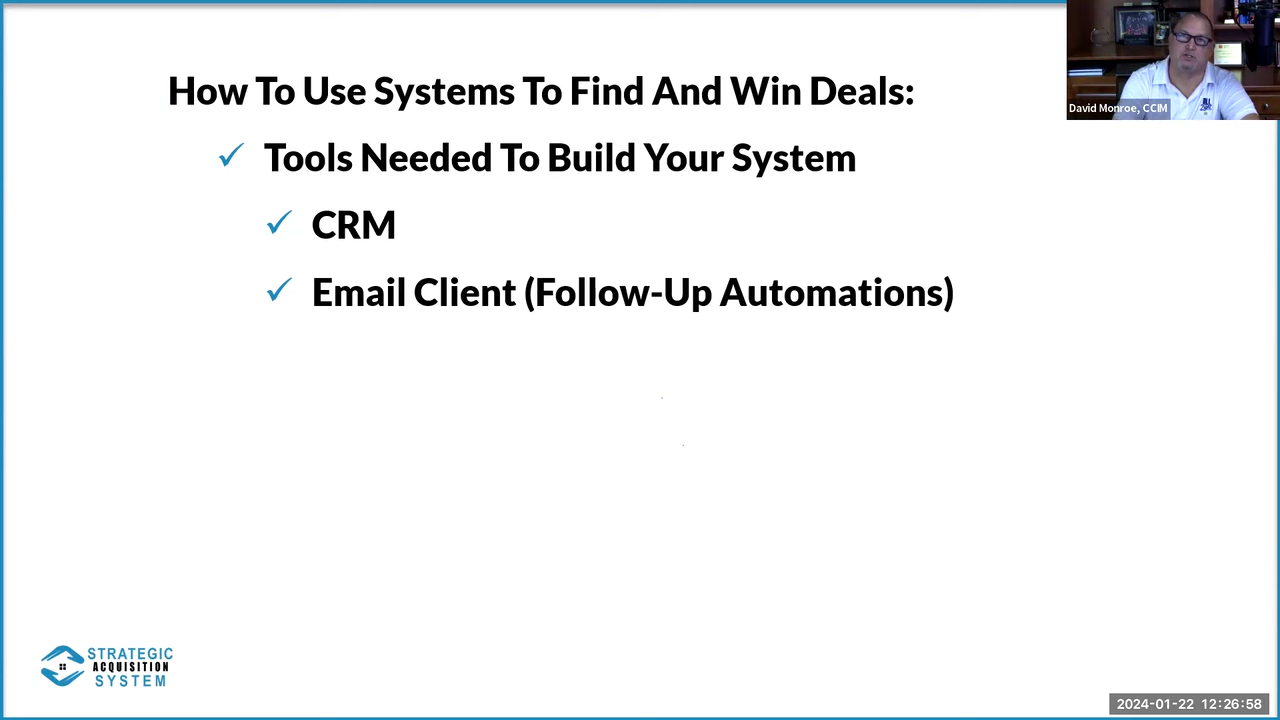 How To Use Systems To Find And Win Deals:
Tools Needed To Build Your System
CRM
Email Client (Follow-Up Automations)
David Monroe, CCIM
STRATEGIC
ACQUISITION
SYSTEM
2024-01-22 12:26:58